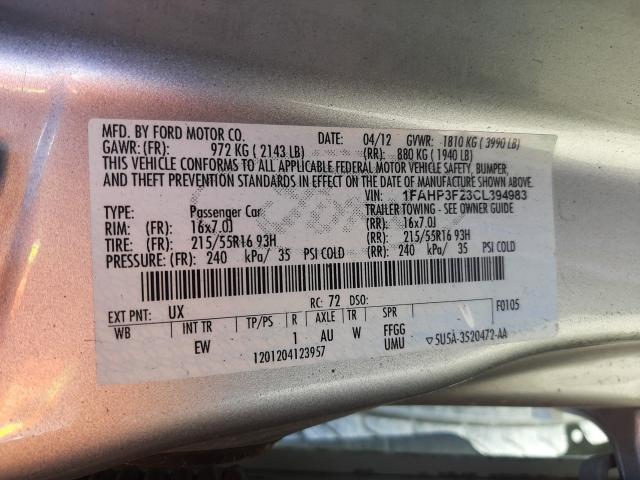 MFD. BY FORD MOTOR CO. DATE: 04/12 GVWR: 1810 KG ( 3990 LB)
GAWR: (FR): 972 KG ( 2143 LB) (RR): 880 KG ( 1940 LB)
THIS VEHICLE CONFORMS TO ALL APPLICABLE FEDERAL MOTOR VEHICLE SAFETY, BUMPER,
AND THEFT PREVENTION STANDARDS IN EFFECT ON THE DATE OF MANUFACTURE SHOWN ABOVE.
VIN: 1FAHP3F23CL394983
TYPE: Passenger Car TRAILER TOWING - SEE OWNER GUIDE
RIM: (FR) 16x7.0J (RR): 16x7.0J
TIRE: (FR) 215/55R16 93H (RR): 215/55R16 93H
PRESSURE: (FR) 240 kPa/ 35 PSI COLD (RR) 240 kPa/ 35 PSI COLD
EXT PNT: UX RC: 72 DSO: F0105
WB INT TR TP/PS R AXLE TR SPR
EW 1 AU W FFGG
UMU ▽5U5A-3520472-AA
1201204123957